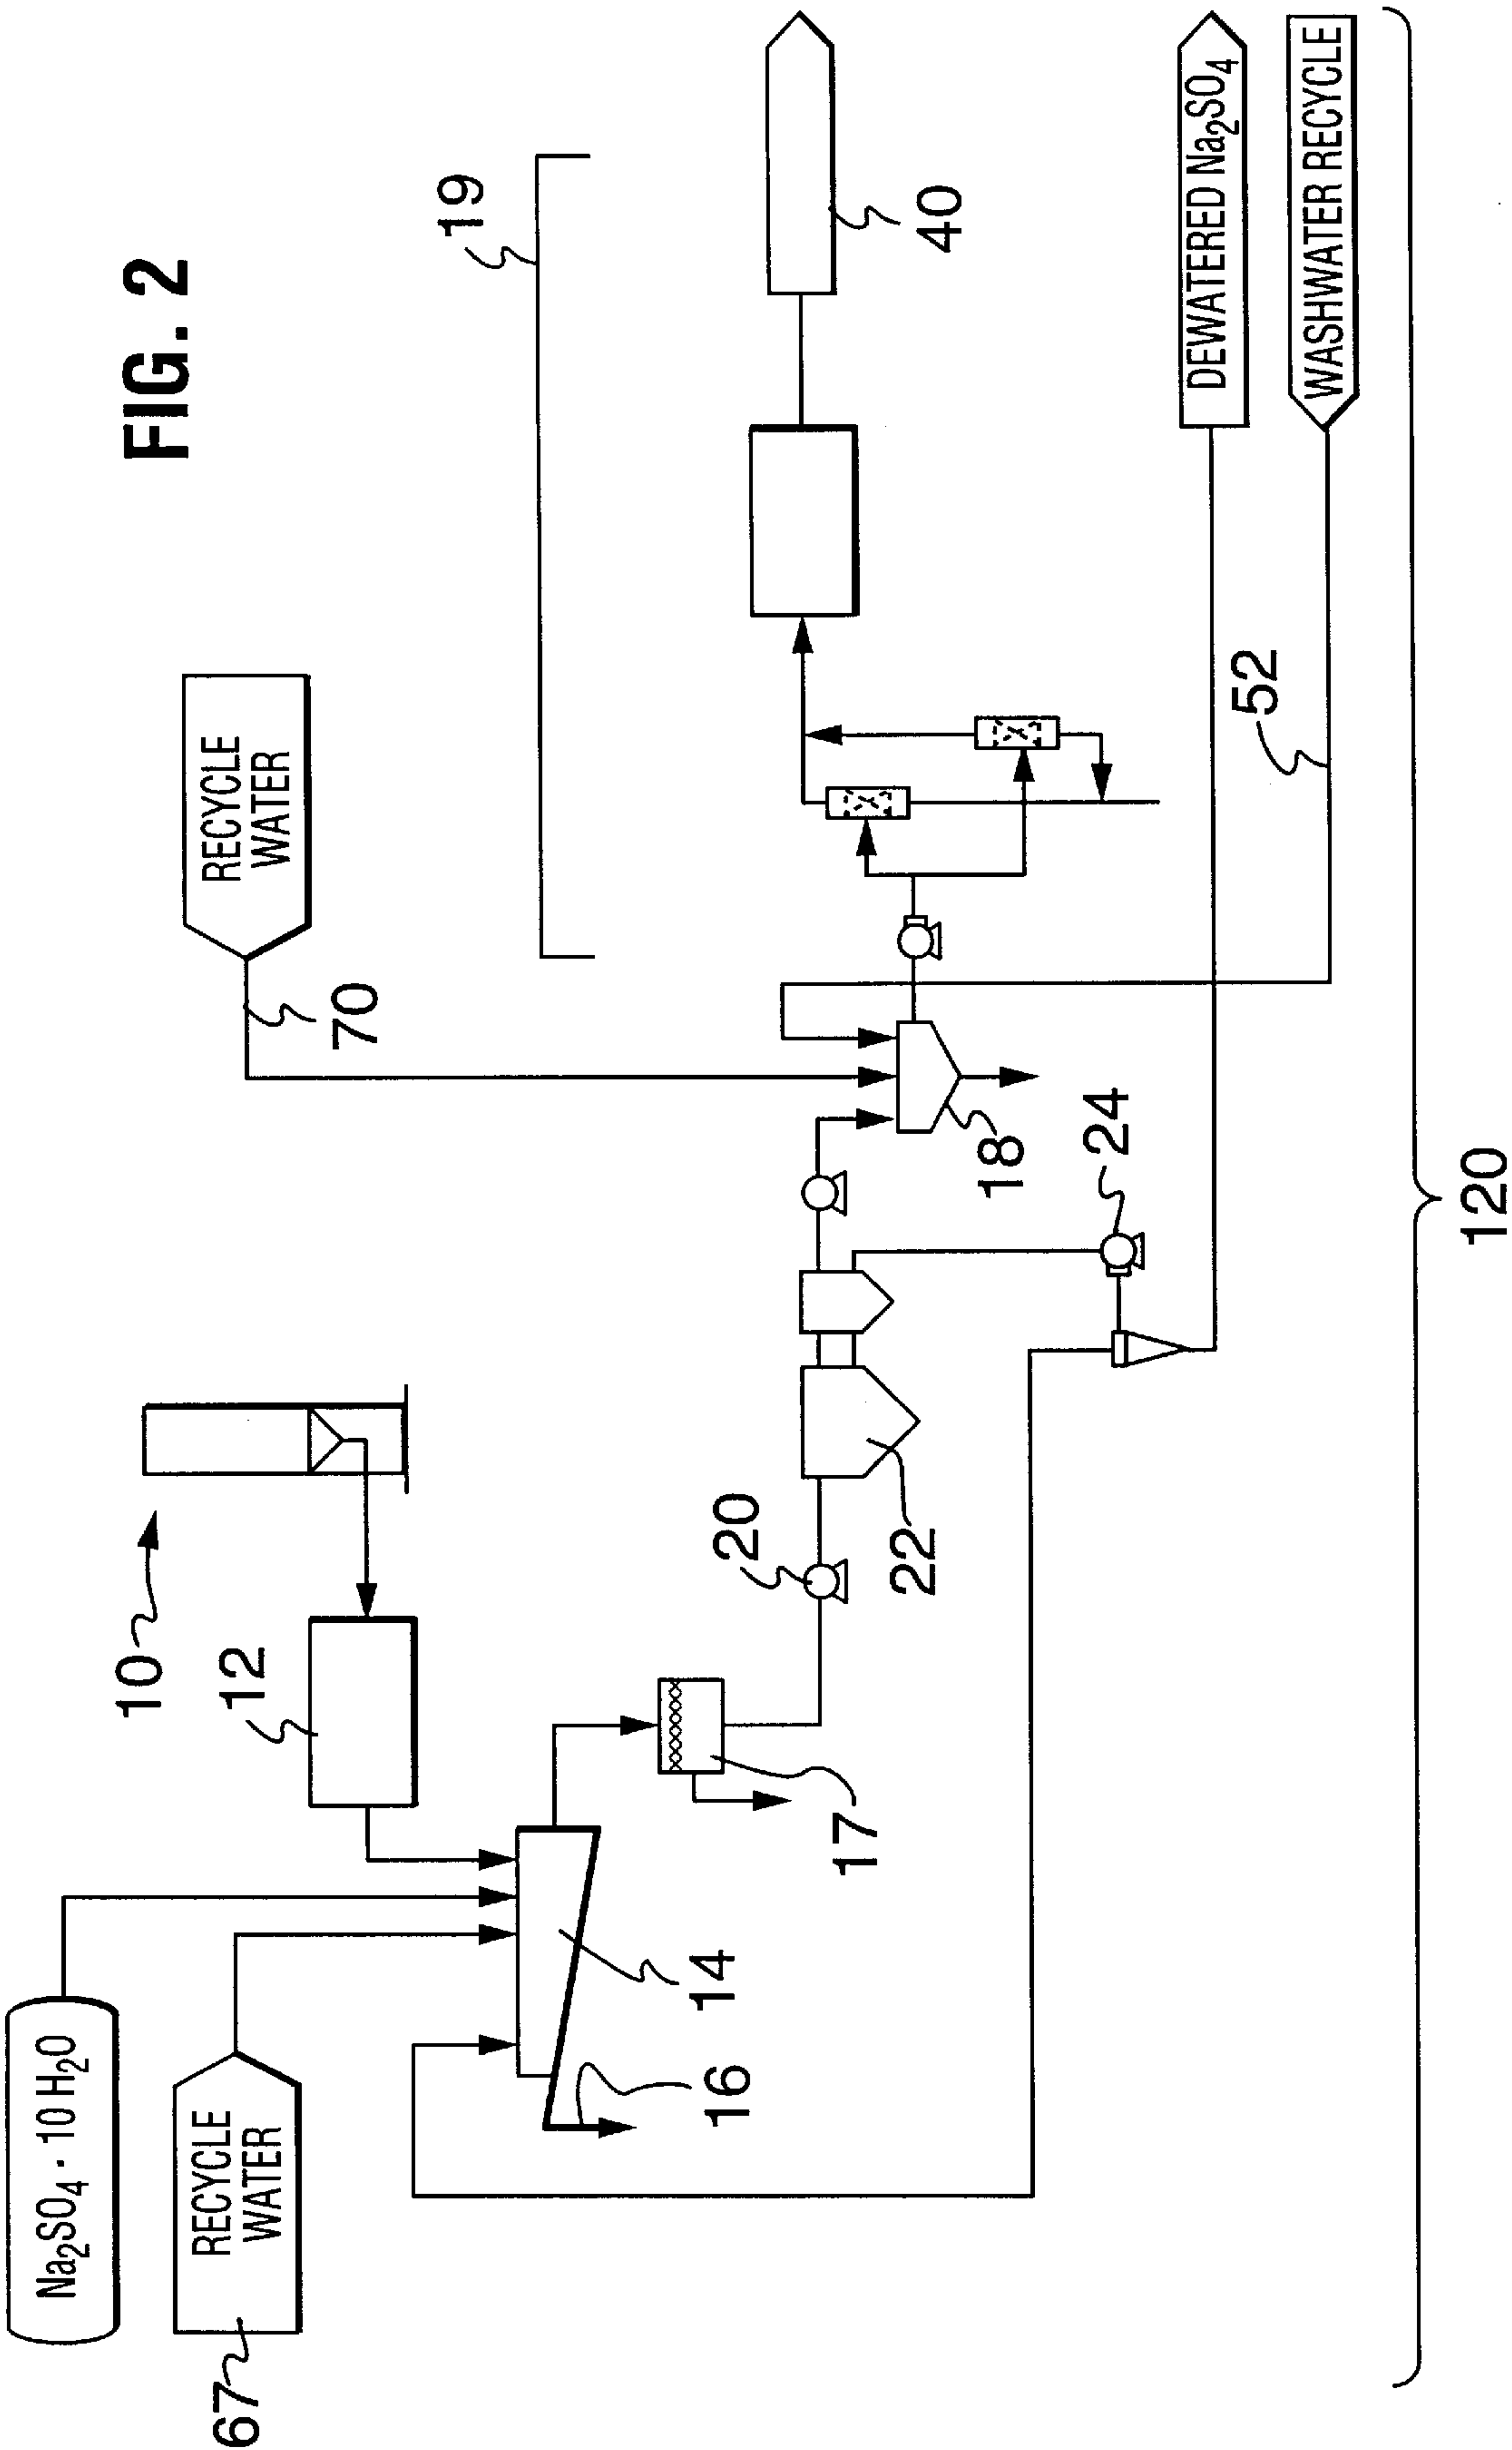 FIG. 2
Na2SO4 · 10 H2O
RECYCLE
WATER
67
10
12
14
16
17
20
22
RECYCLE
WATER
70
18
24
19
40
52
DEWATERED Na2SO4
WASHWATER RECYCLE
120